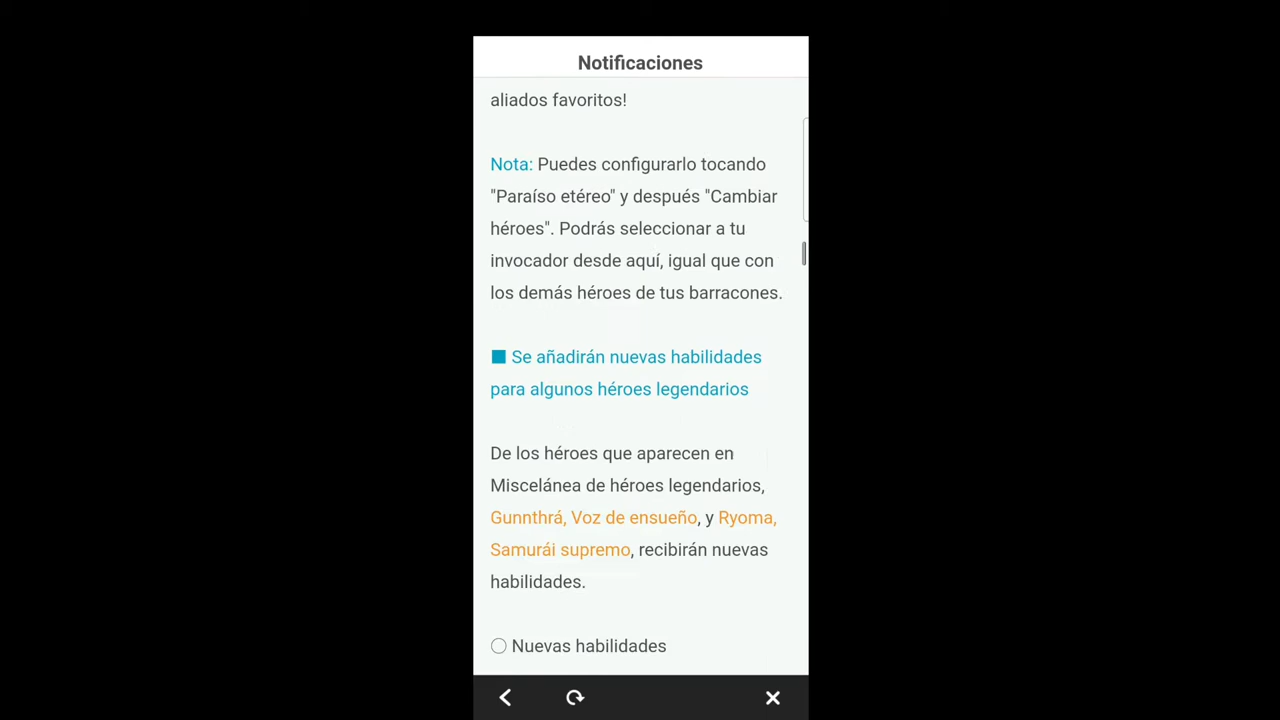 Notificaciones
aliados favoritos!
Nota: Puedes configurarlo tocando
"Paraíso etéreo" y después "Cambiar
héroes". Podrás seleccionar a tu
invocador desde aquí, igual que con
los demás héroes de tus barracones.
■ Se añadirán nuevas habilidades
para algunos héroes legendarios
De los héroes que aparecen en
Miscelánea de héroes legendarios,
Gunnthrá, Voz de ensueño, y Ryoma,
Samurái supremo, recibirán nuevas
habilidades.
○ Nuevas habilidades